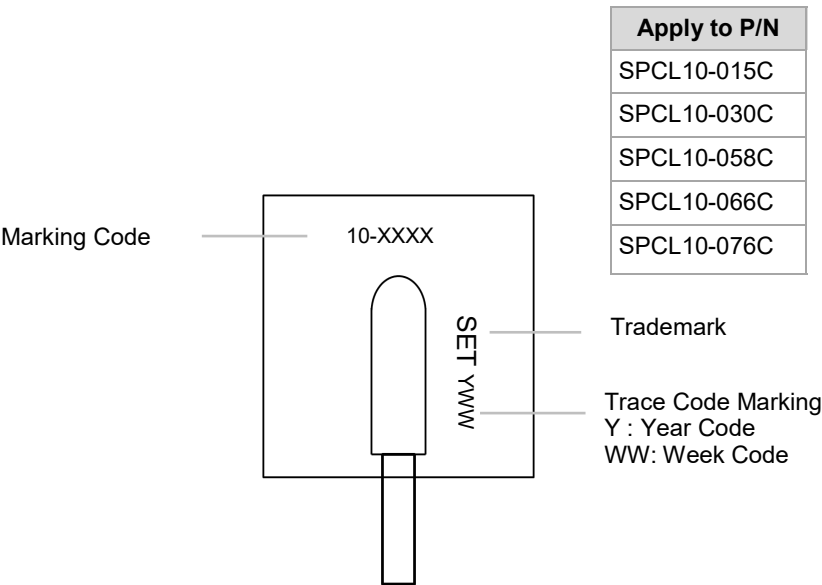 Apply to P/N
SPCL10-015C
SPCL10-030C
SPCL10-058C
SPCL10-066C
SPCL10-076C
Marking Code
10-XXXX
SET YWW
Trademark
Trace Code Marking
Y : Year Code
WW: Week Code